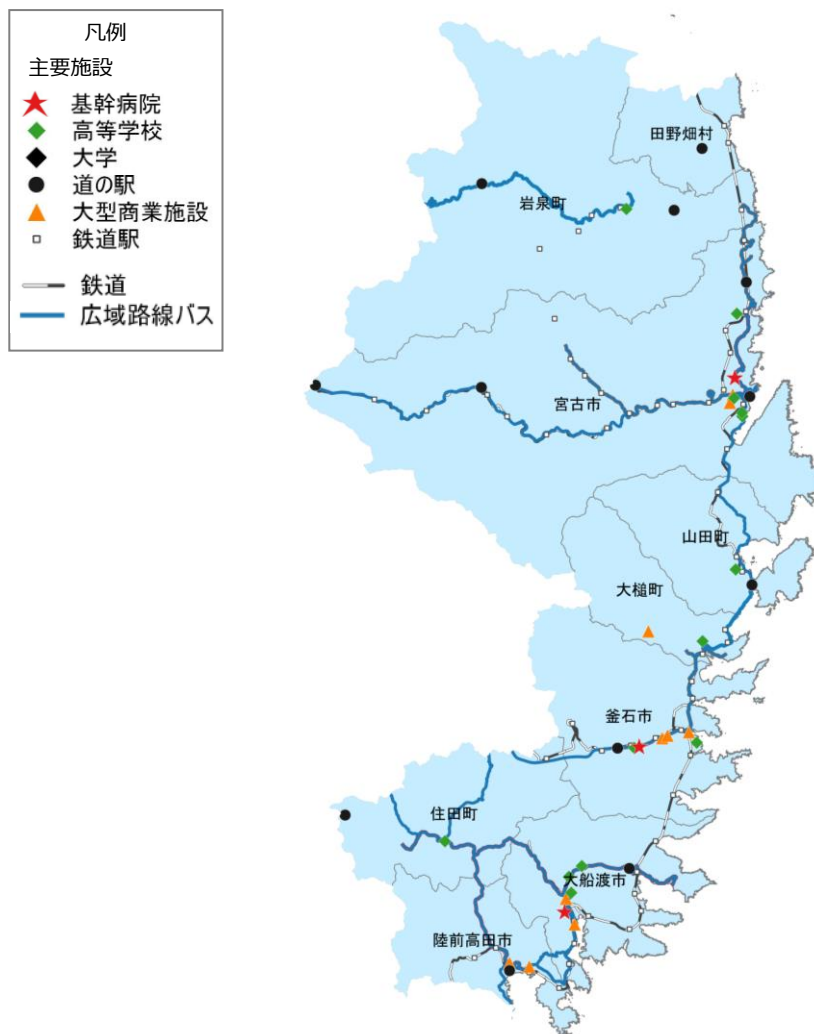 凡例
主要施設
基幹病院
高等学校
大学
道の駅
大型商業施設
鉄道駅
鉄道
広域路線バス
田野畑村
岩泉町
宮古市
山田町
大槌町
釜石市
住田町
大船渡市
陸前高田市